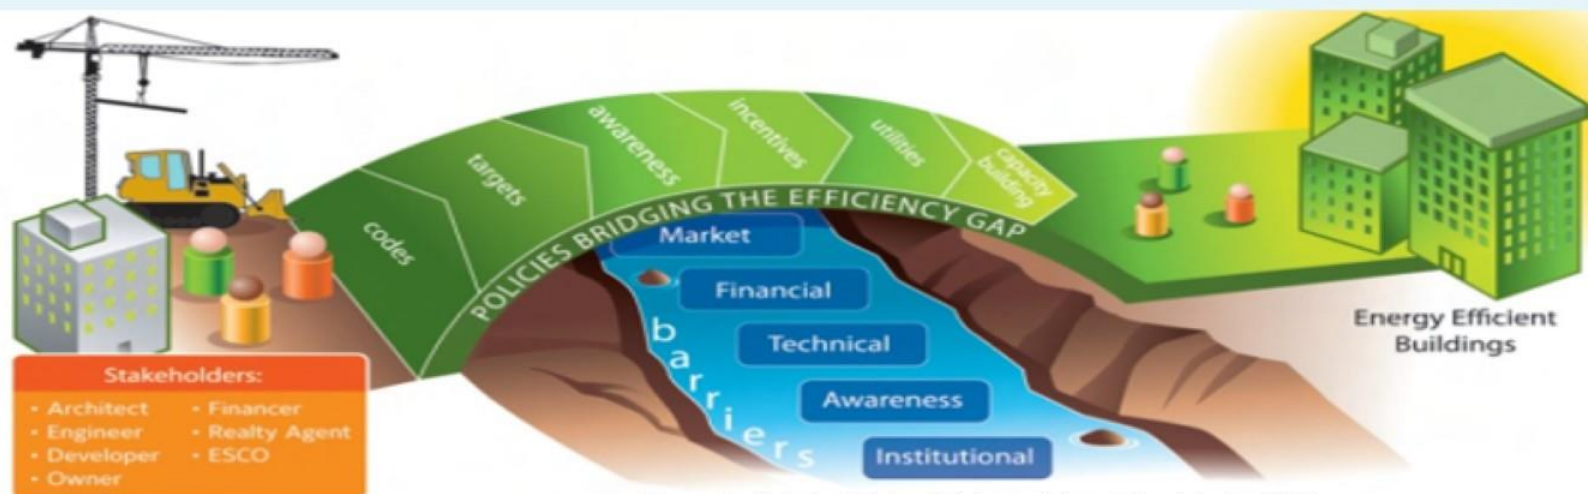 codes
targets
awareness
incentives
utilities
capacity
building
POLICIES BRIDGING THE EFFICIENCY GAP
Market
Financial
Technical
Awareness
Institutional
barriers
Stakeholders:
• Architect
• Engineer
• Developer
• Owner
• Financer
• Realty Agent
• ESCO
Energy Efficient
Buildings